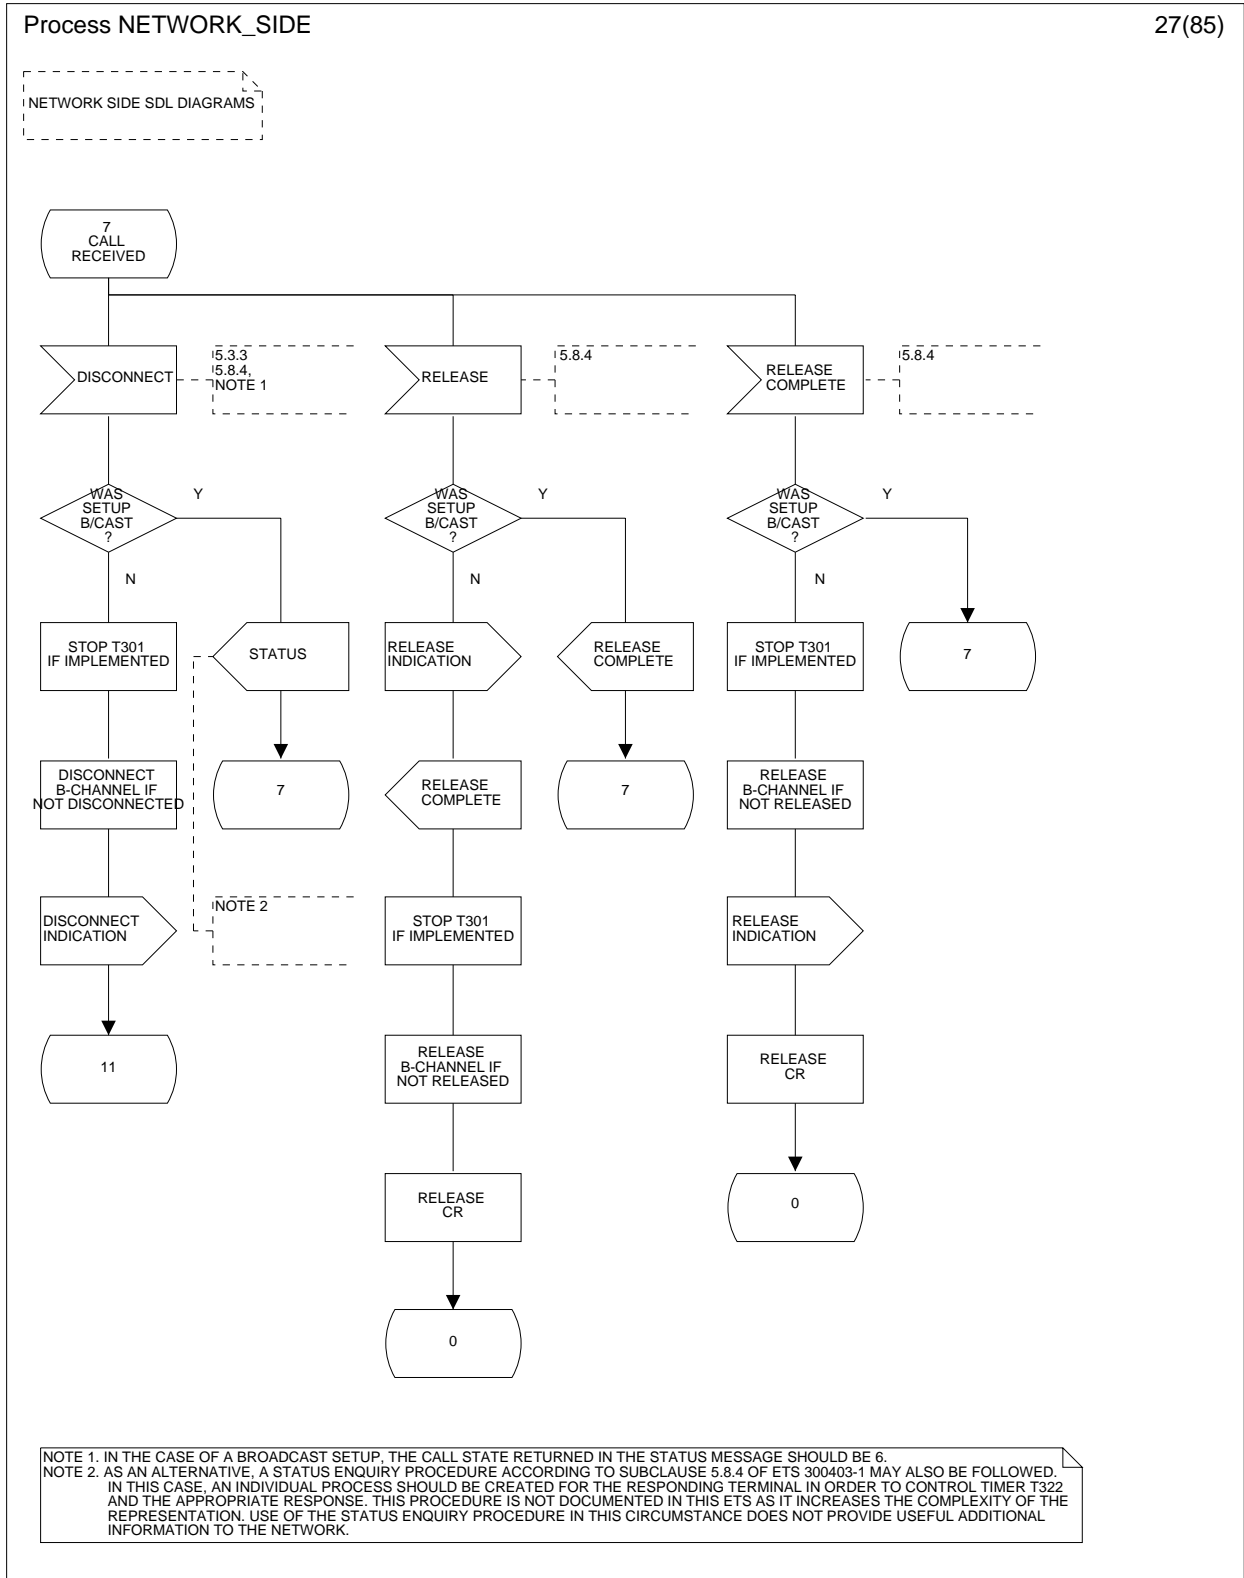 Process NETWORK_SIDE
27(85)
NETWORK SIDE SDL DIAGRAMS
7
CALL
RECEIVED
DISCONNECT
5.3.3
5.8.4,
NOTE 1
RELEASE
5.8.4
RELEASE
COMPLETE
5.8.4
WAS
SETUP
B/CAST
?
Y
N
WAS
SETUP
B/CAST
?
Y
N
WAS
SETUP
B/CAST
?
Y
N
STOP T301
IF IMPLEMENTED
STATUS
RELEASE
INDICATION
RELEASE
COMPLETE
STOP T301
IF IMPLEMENTED
7
DISCONNECT
B-CHANNEL IF
NOT DISCONNECTED
7
RELEASE
COMPLETE
7
RELEASE
B-CHANNEL IF
NOT RELEASED
DISCONNECT
INDICATION
NOTE 2
STOP T301
IF IMPLEMENTED
RELEASE
INDICATION
11
RELEASE
B-CHANNEL IF
NOT RELEASED
RELEASE
CR
RELEASE
CR
0
0
NOTE 1. IN THE CASE OF A BROADCAST SETUP, THE CALL STATE RETURNED IN THE STATUS MESSAGE SHOULD BE 6.
NOTE 2. AS AN ALTERNATIVE, A STATUS ENQUIRY PROCEDURE ACCORDING TO SUBCLAUSE 5.8.4 OF ETS 300403-1 MAY ALSO BE FOLLOWED.
IN THIS CASE, AN INDIVIDUAL PROCESS SHOULD BE CREATED FOR THE RESPONDING TERMINAL IN ORDER TO CONTROL TIMER T322
AND THE APPROPRIATE RESPONSE. THIS PROCEDURE IS NOT DOCUMENTED IN THIS ETS AS IT INCREASES THE COMPLEXITY OF THE
REPRESENTATION. USE OF THE STATUS ENQUIRY PROCEDURE IN THIS CIRCUMSTANCE DOES NOT PROVIDE USEFUL ADDITIONAL
INFORMATION TO THE NETWORK.